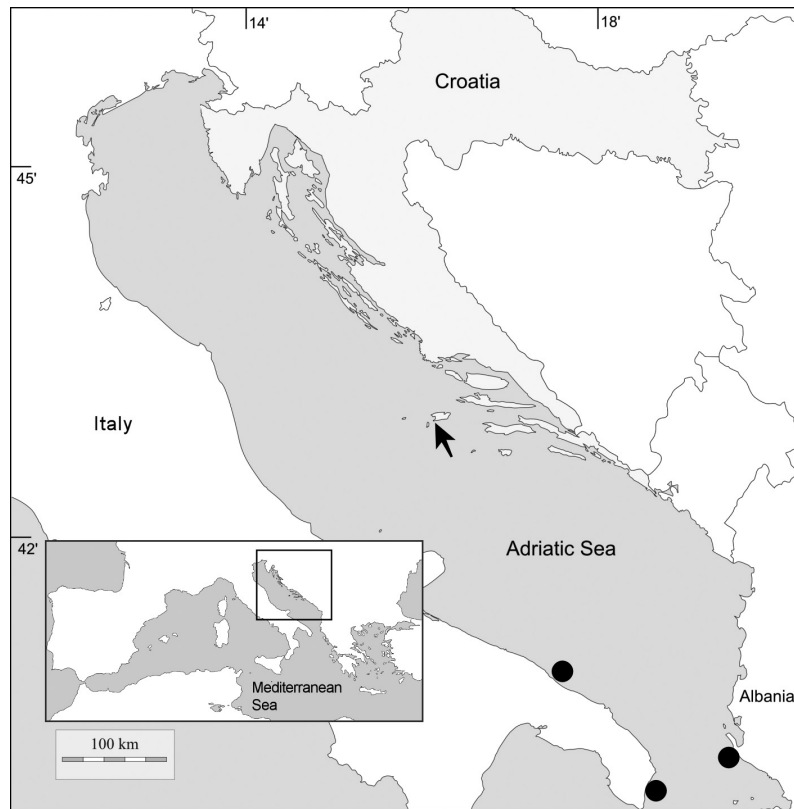 14'
18'
Croatia
45'
Italy
42'
Adriatic Sea
Mediterranean
Sea
Albania
100 km